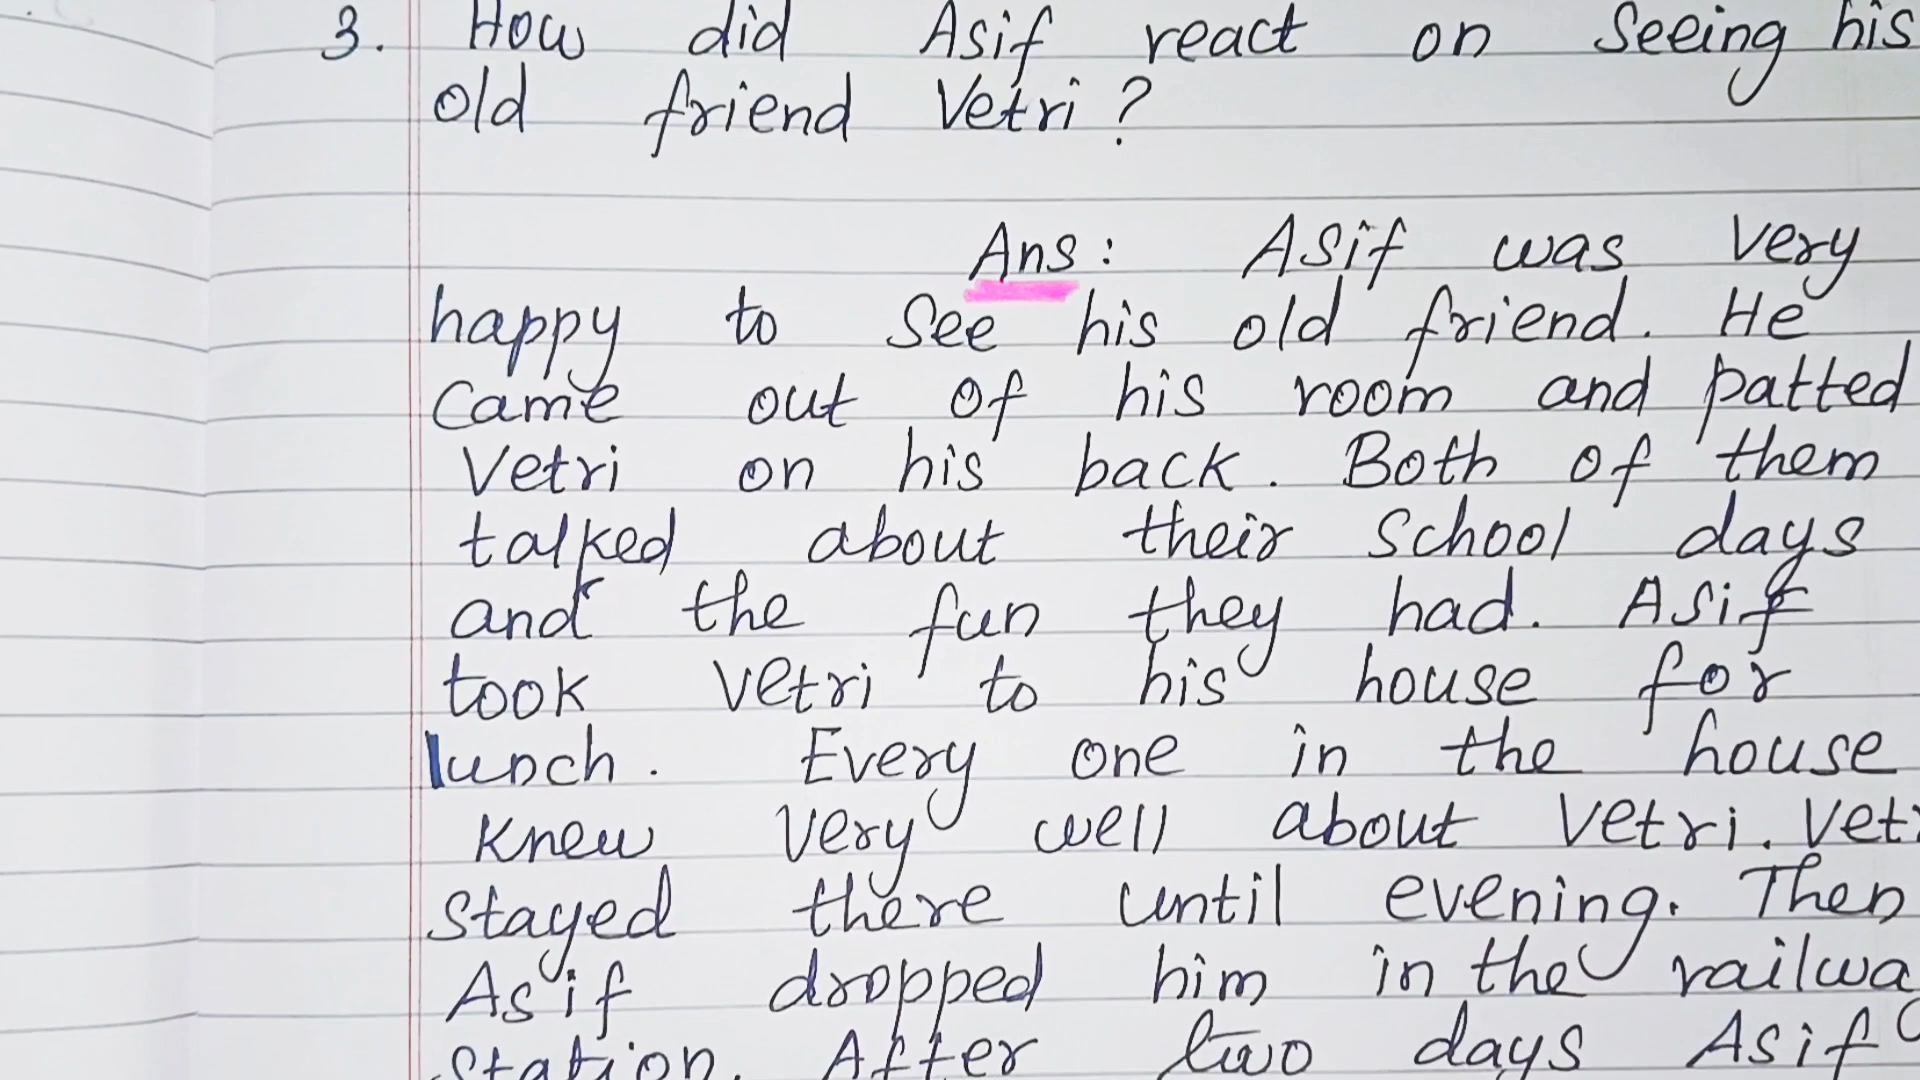 3. How did Asif react on Seeing his
old friend Vetri?
Ans: Asif was very
happy to See his old friend. He
Came out of his room and patted
Vetri on his back. Both of them
talked about their School days
and the fun they had. Asif
took Vetri to his house for
lunch. Every one in the house
Knew very well about Vetri. Vetr
Stayed there until evening. Then
Asif dropped him in the railwa
station. After two days Asif